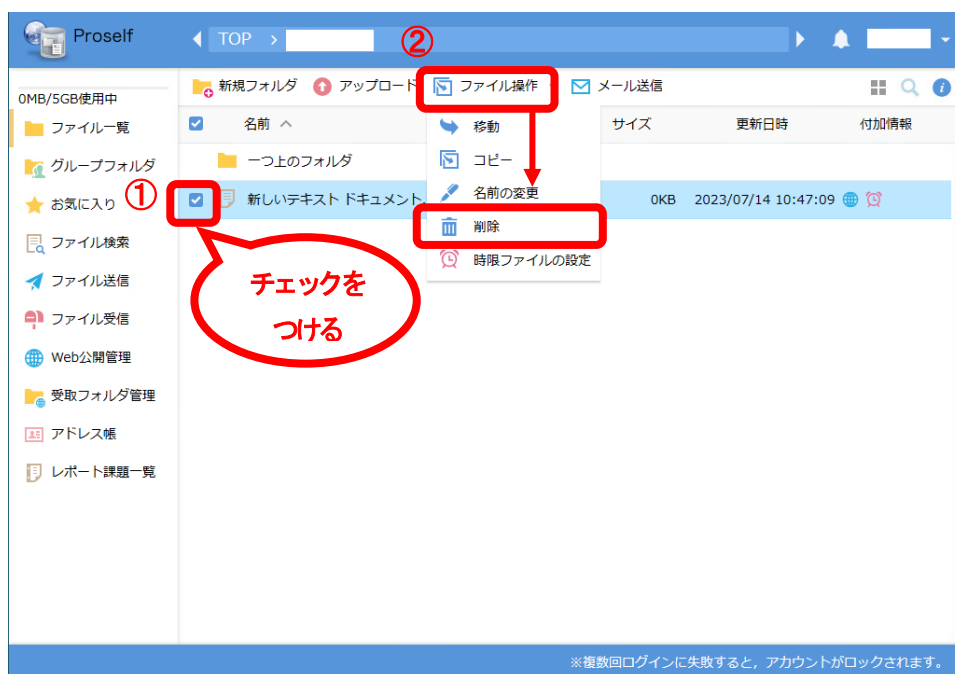 Proself
TOP >
②
0MB/5GB使用中
新規フォルダ アップロード ファイル操作 メール送信
ファイル一覧
グループフォルダ
お気に入り
ファイル検索
ファイル送信
ファイル受信
Web公開管理
受取フォルダ管理
アドレス帳
レポート課題一覧
名前 サイズ 更新日時 付加情報
一つ上のフォルダ
①
新しいテキスト ドキュメント. 0KB 2023/07/14 10:47:09
移動
コピー
名前の変更
削除
時限ファイルの設定
チェックを
つける
※複数回ログインに失敗すると，アカウントがロックされます。